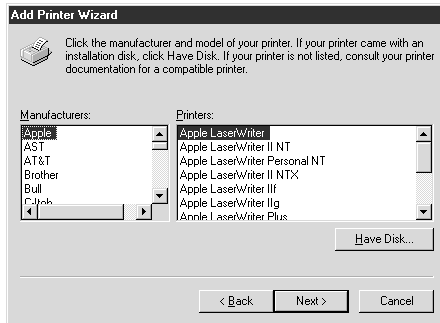 Add Printer Wizard
Click the manufacturer and model of your printer. If your printer came with an
installation disk, click Have Disk. If your printer is not listed, consult your printer
documentation for a compatible printer.
Manufacturers:
Apple
AST
AT&T
Brother
Bull
C-Itoh
Printers:
Apple LaserWriter
Apple LaserWriter II NT
Apple LaserWriter Personal NT
Apple LaserWriter II NTX
Apple LaserWriter IIf
Apple LaserWriter IIg
Apple LaserWriter Plus
Have Disk...
< Back
Next >
Cancel